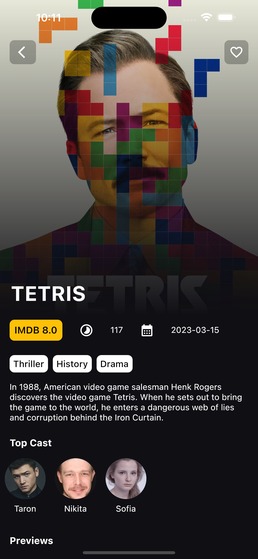 10:11
TETRIS
TETRIS
IMDB 8.0
117
2023-03-15
Thriller
History
Drama
In 1988, American video game salesman Henk Rogers
discovers the video game Tetris. When he sets out to bring
the game to the world, he enters a dangerous web of lies
and corruption behind the Iron Curtain.
Top Cast
Taron
Nikita
Sofia
Previews